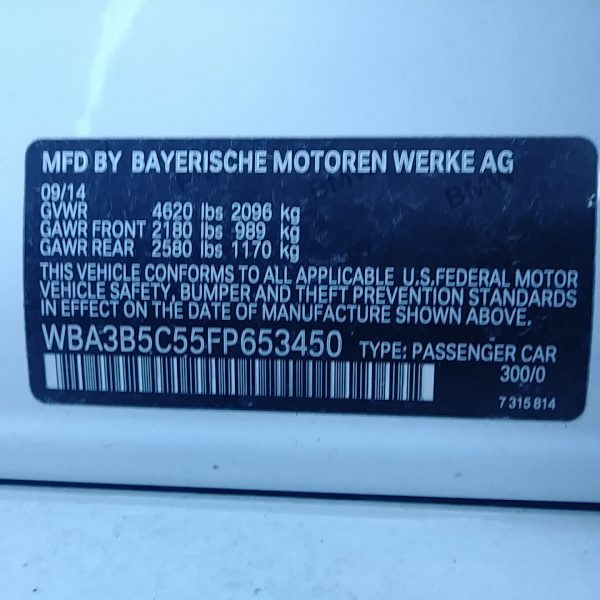 MFD BY BAYERISCHE MOTOREN WERKE AG
09/14
GVWR 4620 lbs 2096 kg
GAWR FRONT 2180 lbs 989 kg
GAWR REAR 2580 lbs 1170 kg
THIS VEHICLE CONFORMS TO ALL APPLICABLE U.S.FEDERAL MOTOR
VEHICLE SAFETY, BUMPER AND THEFT PREVENTION STANDARDS
IN EFFECT ON THE DATE OF MANUFACTURE SHOWN ABOVE.
WBA3B5C55FP653450 TYPE: PASSENGER CAR
300/0
7 315 814